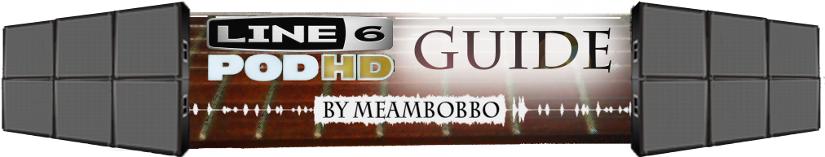 LINE 6
POD HD
GUIDE
BY MEAMBOBBO